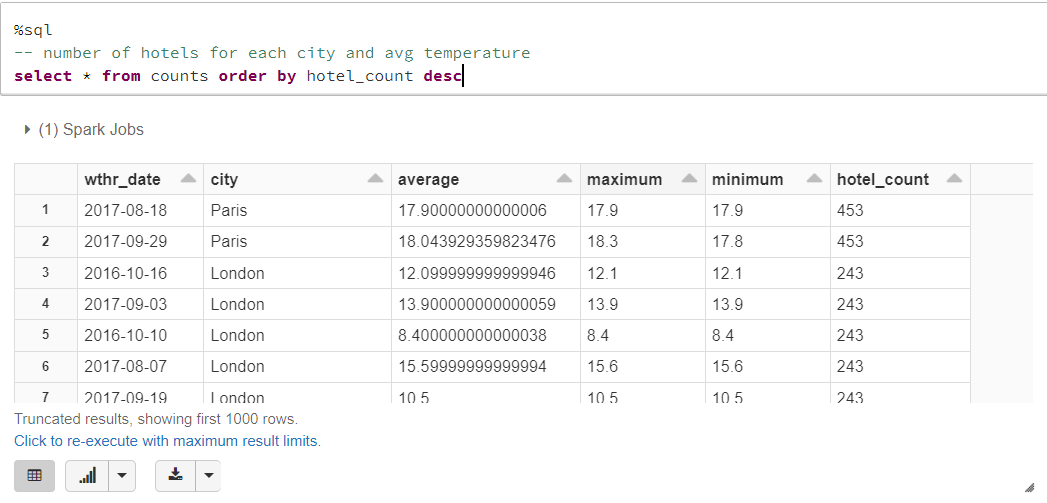 %sql
-- number of hotels for each city and avg temperature
select * from counts order by hotel_count desc
(1) Spark Jobs
wthr_date city average maximum minimum hotel_count
1 2017-08-18 Paris 17.90000000000006 17.9 17.9 453
2 2017-09-29 Paris 18.043929359823476 18.3 17.8 453
3 2016-10-16 London 12.099999999999946 12.1 12.1 243
4 2017-09-03 London 13.900000000000059 13.9 13.9 243
5 2016-10-10 London 8.400000000000038 8.4 8.4 243
6 2017-08-07 London 15.59999999999994 15.6 15.6 243
7 2017-09-19 London 10.5 10.5 10.5 243
Truncated results, showing first 1000 rows.
Click to re-execute with maximum result limits.